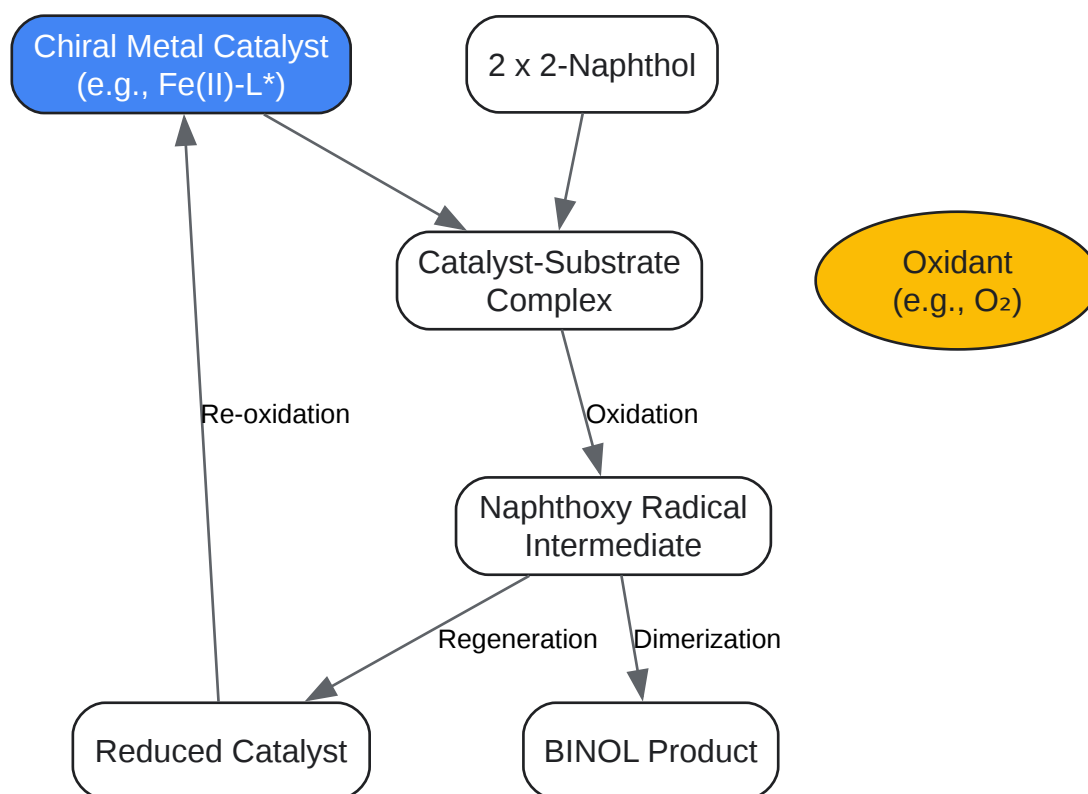 Chiral Metal Catalyst
(e.g., Fe(II)-L*)
2 x 2-Naphthol
Catalyst-Substrate
Complex
Oxidant
(e.g., O₂)
Re-oxidation
Oxidation
Naphthoxy Radical
Intermediate
Regeneration
Dimerization
Reduced Catalyst
BINOL Product